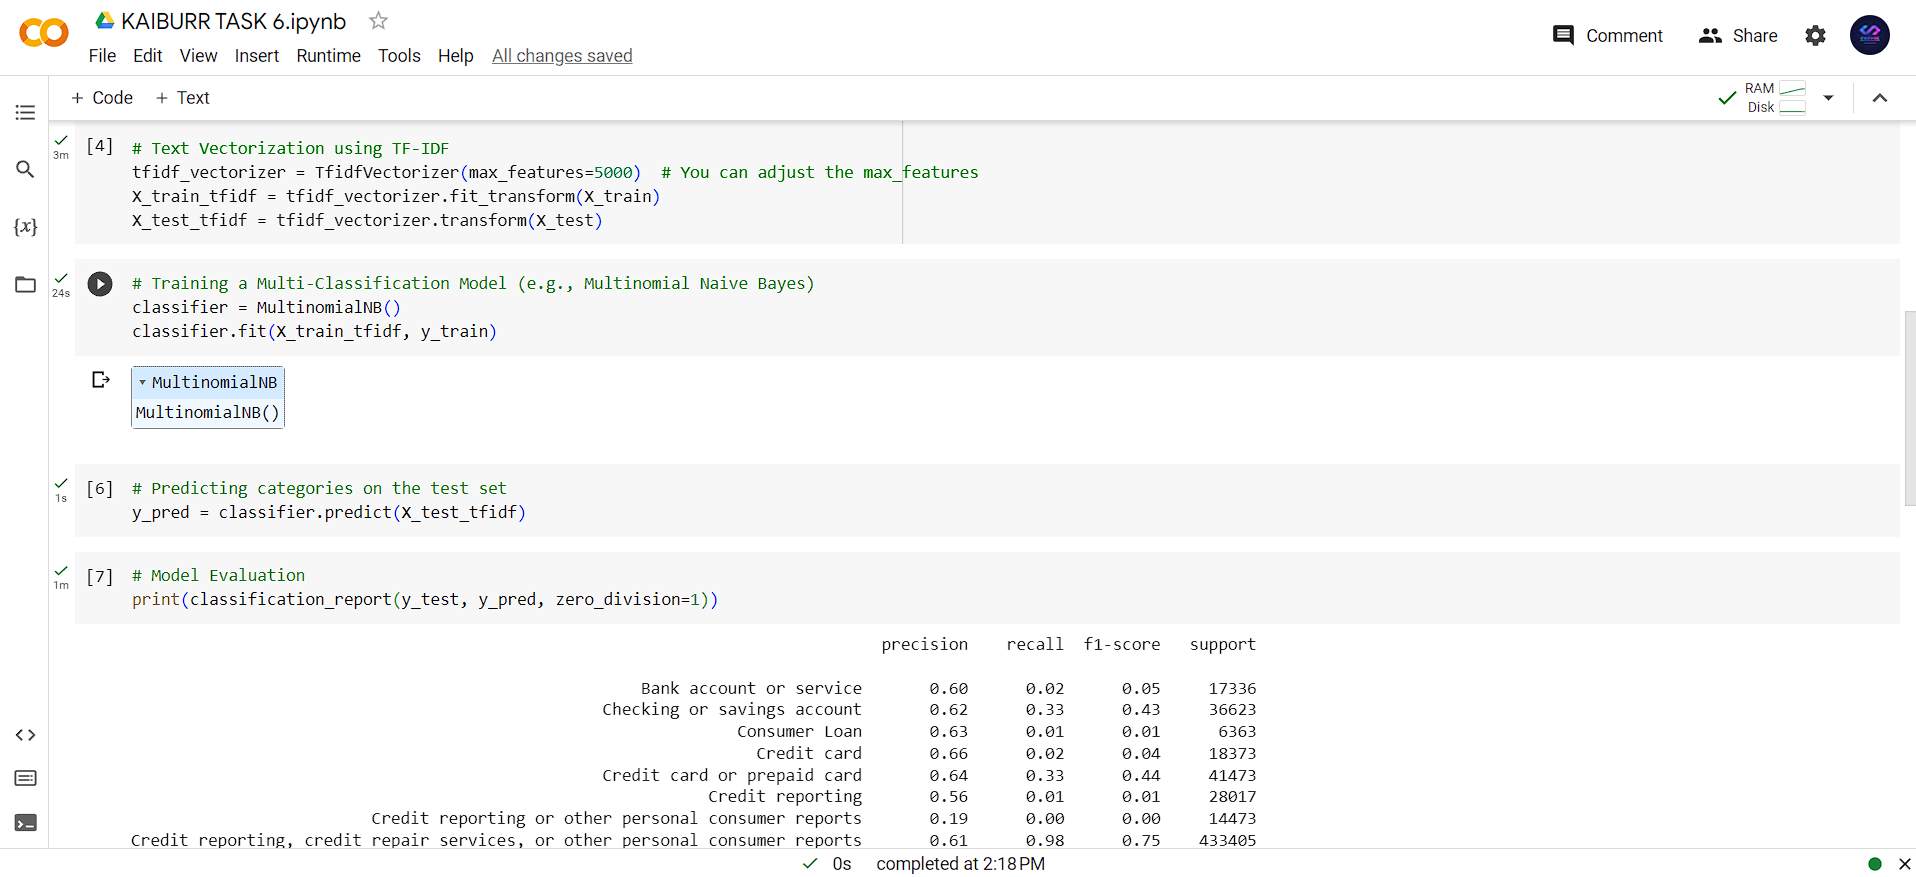 KAIBURR TASK 6.ipynb
File Edit View Insert Runtime Tools Help All changes saved
Comment Share
+ Code + Text
RAM
Disk
3m
[4] # Text Vectorization using TF-IDF
tfidf_vectorizer = TfidfVectorizer(max_features=5000)  # You can adjust the max_features
X_train_tfidf = tfidf_vectorizer.fit_transform(X_train)
X_test_tfidf = tfidf_vectorizer.transform(X_test)
{x}
24s
# Training a Multi-Classification Model (e.g., Multinomial Naive Bayes)
classifier = MultinomialNB()
classifier.fit(X_train_tfidf, y_train)
MultinomialNB
MultinomialNB()
1s
[6] # Predicting categories on the test set
y_pred = classifier.predict(X_test_tfidf)
1m
[7] # Model Evaluation
print(classification_report(y_test, y_pred, zero_division=1))
precision recall f1-score support
Bank account or service 0.60 0.02 0.05 17336
Checking or savings account 0.62 0.33 0.43 36623
Consumer Loan 0.63 0.01 0.01 6363
Credit card 0.66 0.02 0.04 18373
Credit card or prepaid card 0.64 0.33 0.44 41473
Credit reporting 0.56 0.01 0.01 28017
Credit reporting or other personal consumer reports 0.19 0.00 0.00 14473
Credit reporting, credit repair services, or other personal consumer reports 0.61 0.98 0.75 433405
0s completed at 2:18 PM